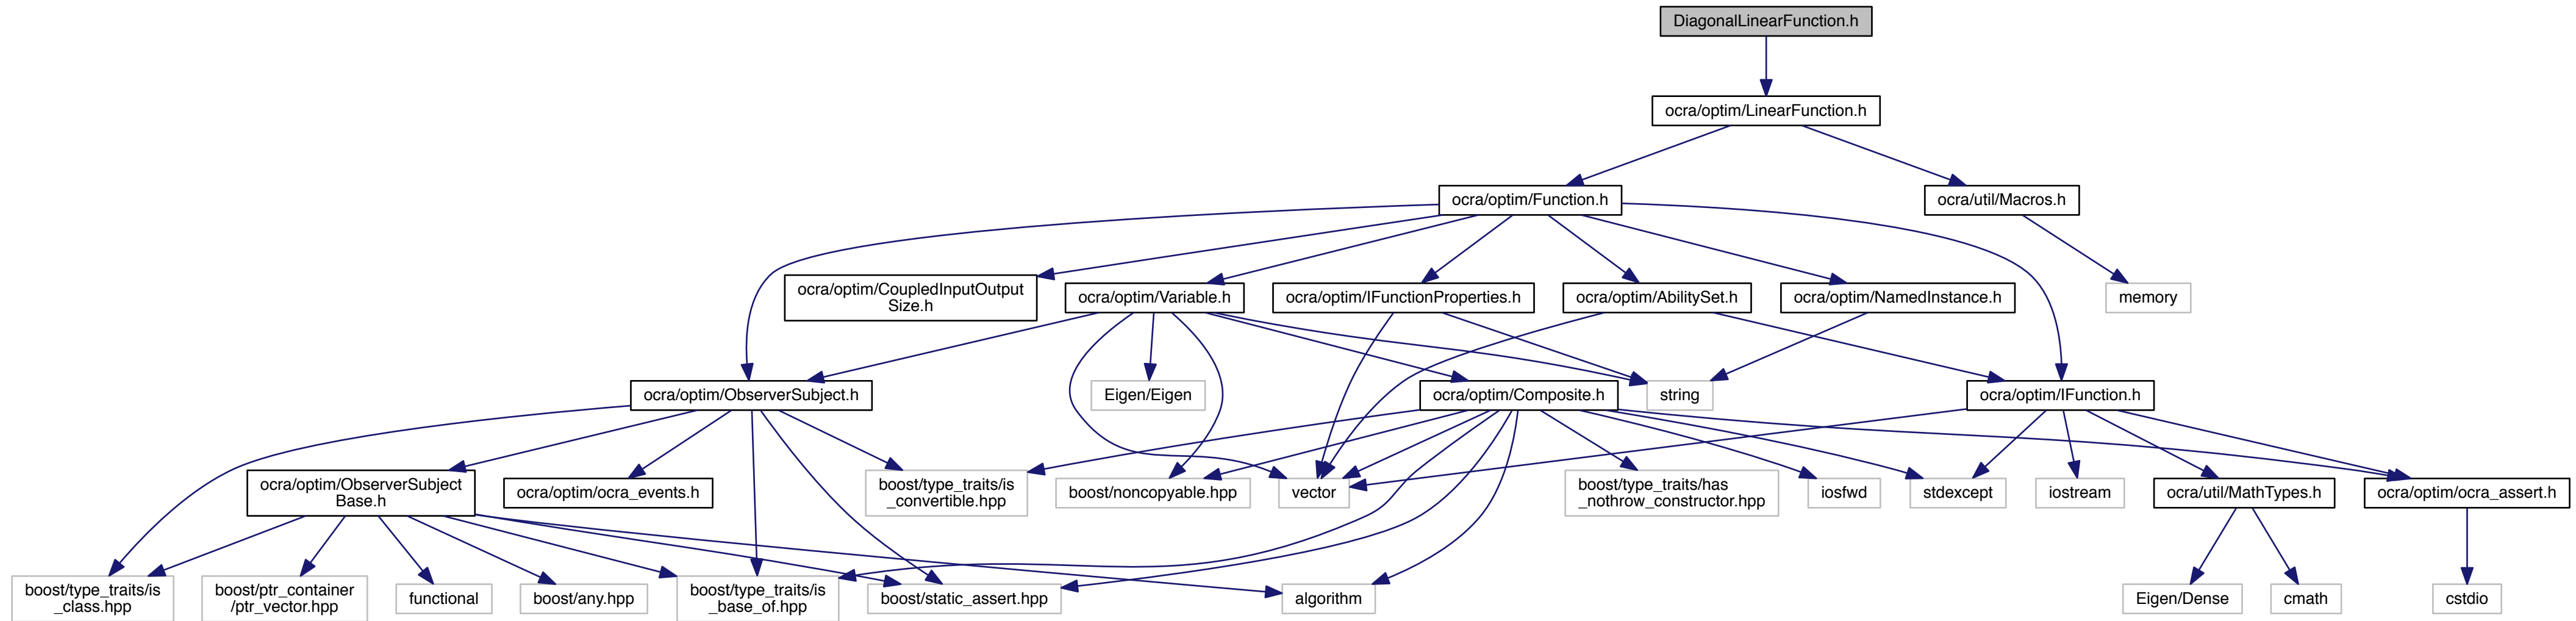 DiagonalLinearFunction.h
ocra/optim/LinearFunction.h
ocra/optim/Function.h
ocra/util/Macros.h
ocra/optim/CoupledInputOutput
Size.h
ocra/optim/Variable.h
ocra/optim/IFunctionProperties.h
ocra/optim/AbilitySet.h
ocra/optim/NamedInstance.h
memory
ocra/optim/ObserverSubject.h
Eigen/Eigen
ocra/optim/Composite.h
string
ocra/optim/IFunction.h
ocra/optim/ObserverSubject
Base.h
ocra/optim/ocra_events.h
boost/type_traits/is
_convertible.hpp
boost/noncopyable.hpp
vector
boost/type_traits/has
_nothrow_constructor.hpp
iosfwd
stdexcept
iostream
ocra/util/MathTypes.h
ocra/optim/ocra_assert.h
boost/type_traits/is
_class.hpp
boost/ptr_container
/ptr_vector.hpp
functional
boost/any.hpp
boost/type_traits/is
_base_of.hpp
boost/static_assert.hpp
algorithm
Eigen/Dense
cmath
cstdio